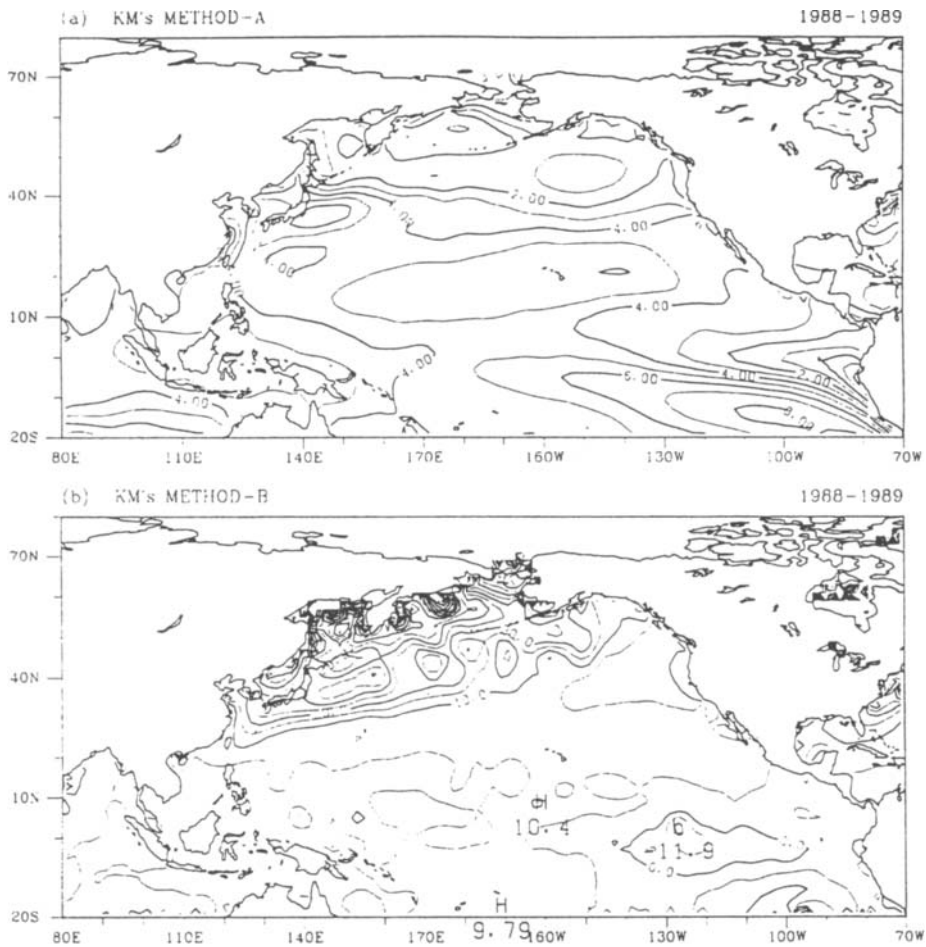 (a) KM's METHOD-A 1988-1989
70N
40N
10N
20S
2.00
4.00
4.00
4.00
4.00
6.00
4.00
2.00
80E 110E 140E 170E 160W 130W 100W 70W
(b) KM's METHOD-B 1988-1989
70N
40N
10N
20S
H
10.4
11.9
H
9.79
80E 110E 140E 170E 160W 130W 100W 70W